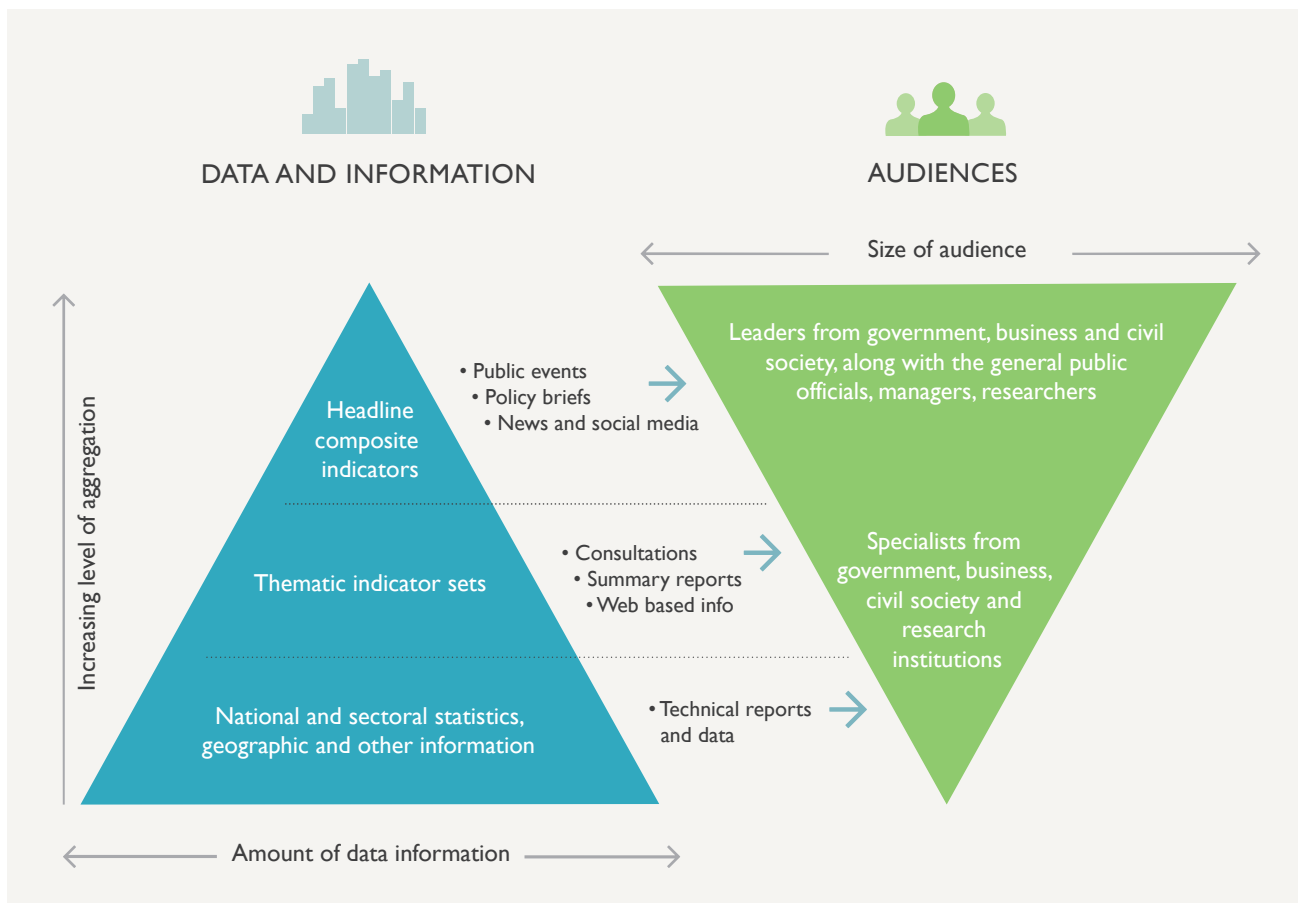 DATA AND INFORMATION
AUDIENCES
Size of audience
Increasing level of aggregation
Headline
composite
indicators
• Public events
• Policy briefs
• News and social media
Leaders from government, business and civil
society, along with the general public
officials, managers, researchers
Thematic indicator sets
• Consultations
• Summary reports
• Web based info
Specialists from
government, business,
civil society and
research
institutions
National and sectoral statistics,
geographic and other information
• Technical reports
and data
Amount of data information